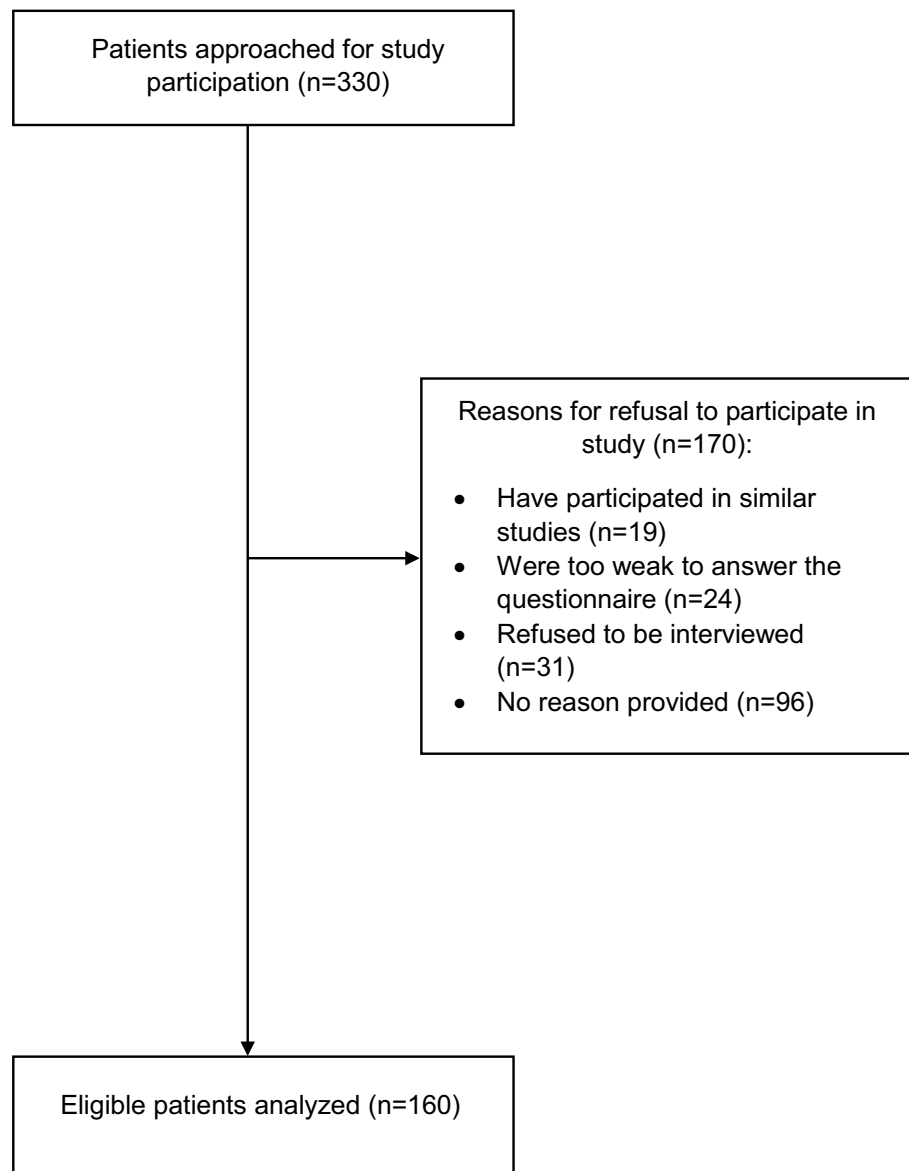 Patients approached for study
participation (n=330)
Reasons for refusal to participate in
study (n=170):
• Have participated in similar
studies (n=19)
• Were too weak to answer the
questionnaire (n=24)
• Refused to be interviewed
(n=31)
• No reason provided (n=96)
Eligible patients analyzed (n=160)